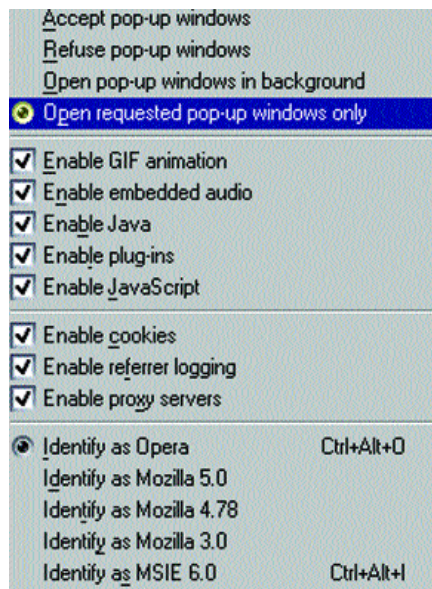 Accept pop-up windows
Refuse pop-up windows
Open pop-up windows in background
Open requested pop-up windows only
Enable GIF animation
Enable embedded audio
Enable Java
Enable plug-ins
Enable JavaScript
Enable cookies
Enable referrer logging
Enable proxy servers
Identify as Opera Ctrl+Alt+O
Identify as Mozilla 5.0
Identify as Mozilla 4.78
Identify as Mozilla 3.0
Identify as MSIE 6.0 Ctrl+Alt+I